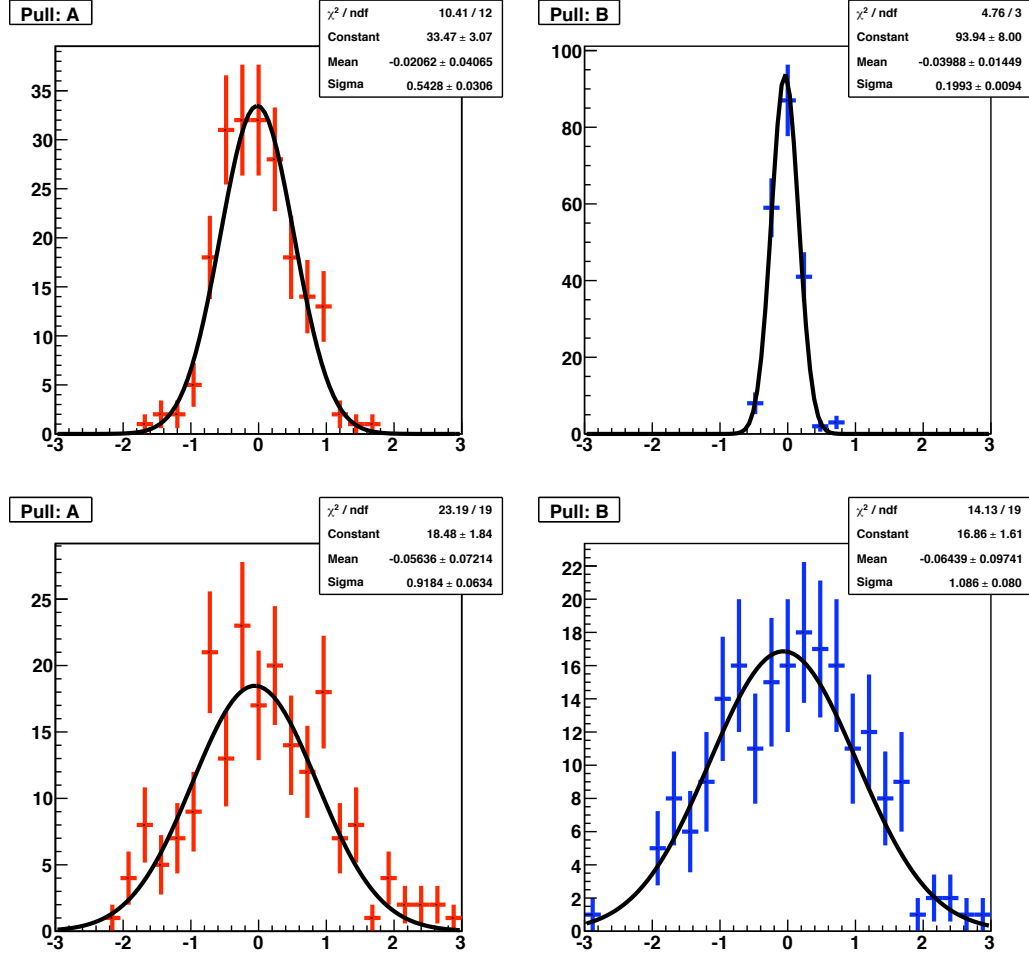 Pull: A
χ² / ndf 10.41 / 12
Constant 33.47 ± 3.07
Mean -0.02062 ± 0.04065
Sigma 0.5428 ± 0.0306
35
30
25
20
15
10
5
0
-3 -2 -1 0 1 2 3
Pull: B
χ² / ndf 4.76 / 3
Constant 93.94 ± 8.00
Mean -0.03988 ± 0.01449
Sigma 0.1993 ± 0.0094
100
80
60
40
20
0
-3 -2 -1 0 1 2 3
Pull: A
χ² / ndf 23.19 / 19
Constant 18.48 ± 1.84
Mean -0.05636 ± 0.07214
Sigma 0.9184 ± 0.0634
25
20
15
10
5
0
-3 -2 -1 0 1 2 3
Pull: B
χ² / ndf 14.13 / 19
Constant 16.86 ± 1.61
Mean -0.06439 ± 0.09741
Sigma 1.086 ± 0.080
22
20
18
16
14
12
10
8
6
4
2
0
-3 -2 -1 0 1 2 3